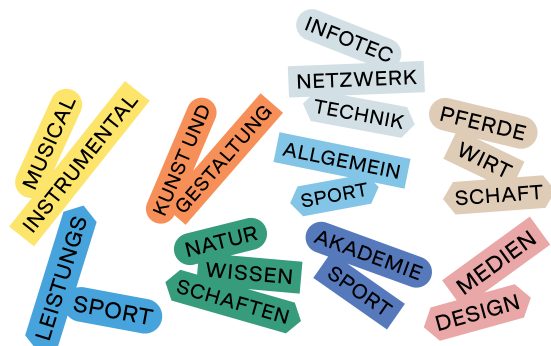 INFOTEC
NETZWERK
TECHNIK
MUSICAL
INSTRUMENTAL
KUNST UND
GESTALTUNG
PFERDE
WIRT
SCHAFT
ALLGEMEIN
SPORT
LEISTUNGS
SPORT
NATUR
WISSEN
SCHAFTEN
AKADEMIE
SPORT
MEDIEN
DESIGN